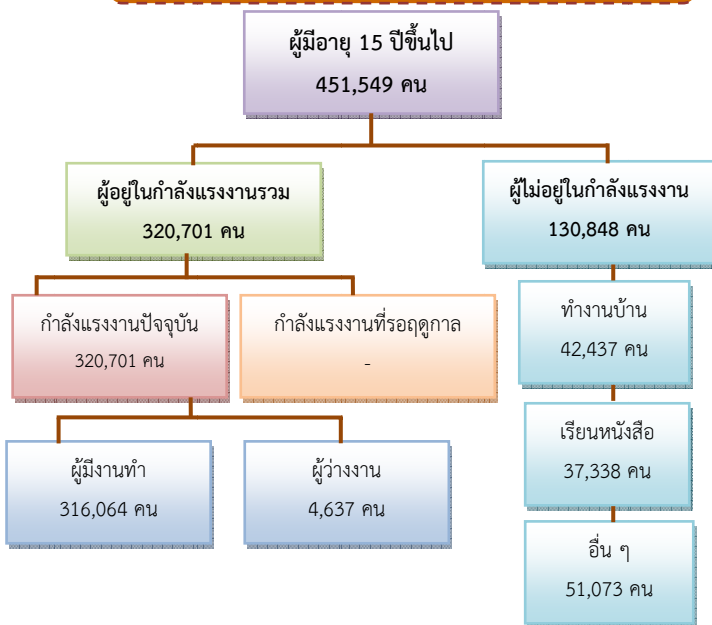 ผู้มีอายุ 15 ปีขึ้นไป
451,549 คน
ผู้อยู่ในกำลังแรงงานรวม
320,701 คน
ผู้ไม่อยู่ในกำลังแรงงาน
130,848 คน
กำลังแรงงานปัจจุบัน
320,701 คน
กำลังแรงงานที่รอฤดูกาล
-
ทำงานบ้าน
42,437 คน
เรียนหนังสือ
37,338 คน
ผู้มีงานทำ
316,064 คน
ผู้ว่างงาน
4,637 คน
อื่น ๆ
51,073 คน